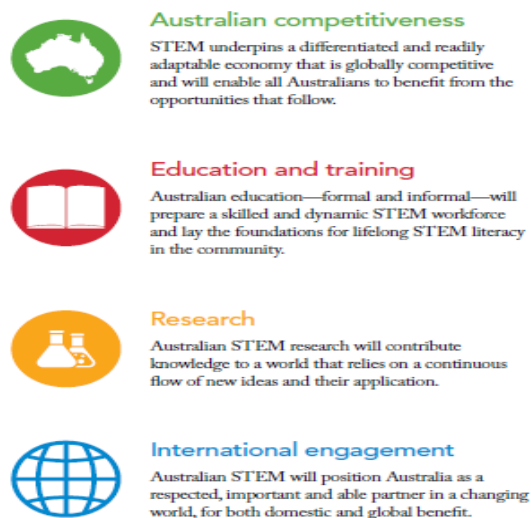 Australian competitiveness
STEM underpins a differentiated and readily
adaptable economy that is globally competitive
and will enable all Australians to benefit from the
opportunities that follow.
Education and training
Australian education—formal and informal—will
prepare a skilled and dynamic STEM workforce
and lay the foundations for lifelong STEM literacy
in the community.
Research
Australian STEM research will contribute
knowledge to a world that relies on a continuous
flow of new ideas and their application.
International engagement
Australian STEM will position Australia as a
respected, important and able partner in a changing
world, for both domestic and global benefit.